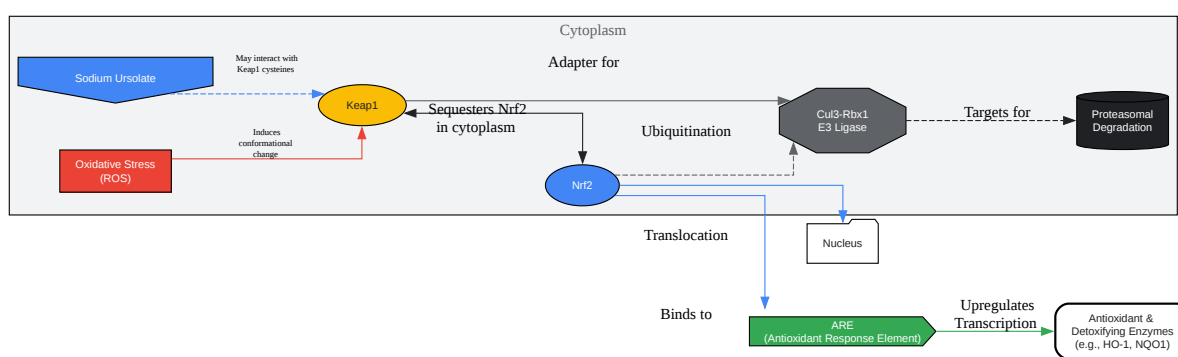 Cytoplasm
Sodium Ursolate
May interact with
Keap1 cysteines
Adapter for
Keap1
Sequesters Nrf2
in cytoplasm
Cul3-Rbx1
E3 Ligase
Targets for
Proteasomal
Degradation
Oxidative Stress
(ROS)
Induces
conformational
change
Ubiquitination
Nrf2
Translocation
Nucleus
Binds to
ARE
(Antioxidant Response Element)
Upregulates
Transcription
Antioxidant &
Detoxifying Enzymes
(e.g., HO-1, NQO1)